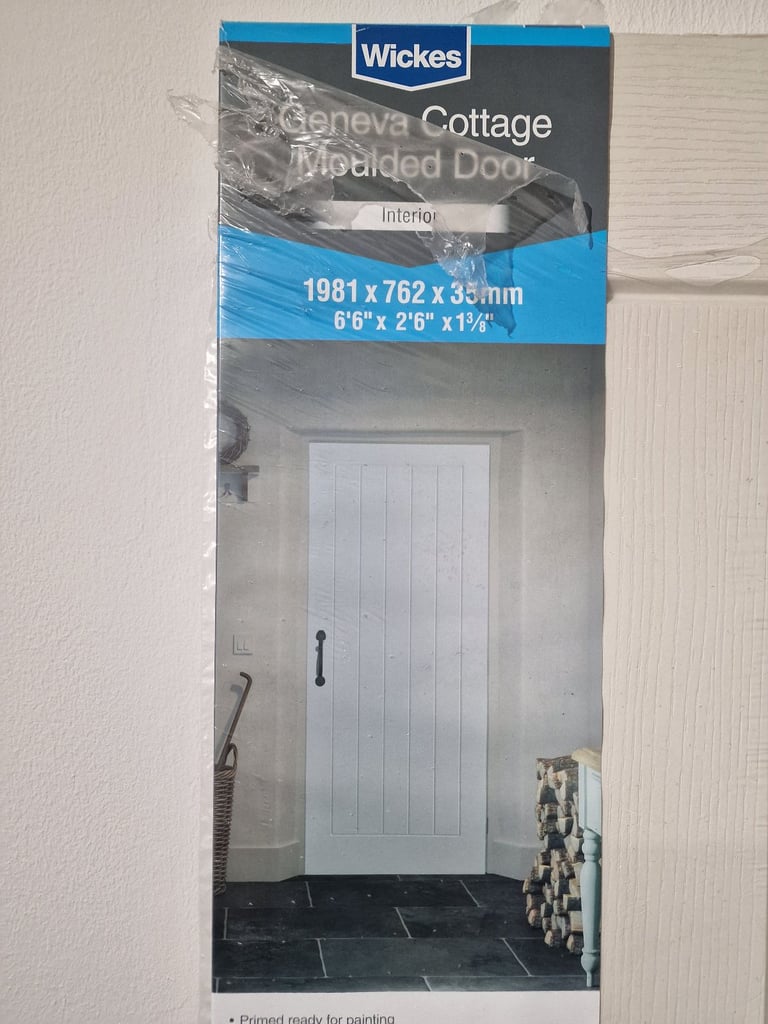 Wickes
Geneva Cottage
Moulded Door
Interior
1981 x 762 x 35mm
6'6" x 2'6" x 1⅜"
• Primed ready for painting